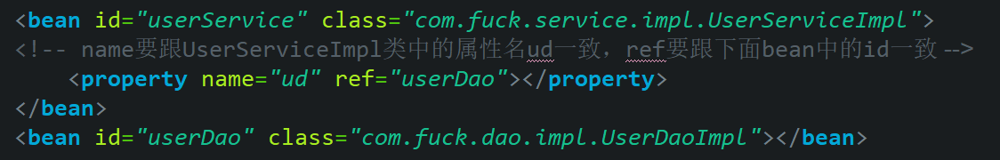 <bean id="userService" class="com.fuck.service.impl.UserServiceImpl">
<!-- name要跟UserServiceImpl类中的属性名ud一致，ref要跟下面bean中的id一致-->
<property name="ud" ref="userDao"></property>
</bean>
<bean id="userDao" class="com.fuck.dao.impl.UserDaoImpl"></bean>